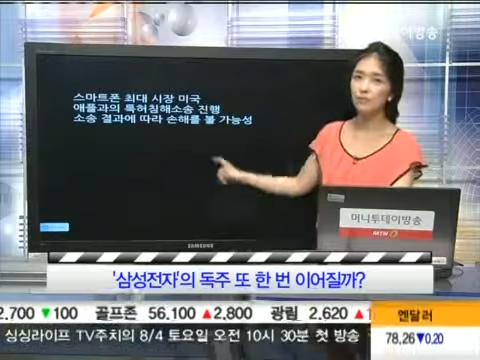 이방송
스마트폰 최대 시장 미국
애플과의 특허침해소송 진행
소송 결과에 따라 손해를 볼 가능성
SAMSUNG
머니투데이방송
MTN
'삼성전자'의 독주 또 한 번 이어질까?
2,700 ▼100 골프존 56,100 ▲2,800 광림 2,620 ▲1
엔달러
싱싱라이프 TV주치의 8/4 토요일 오전 10시 30분 첫 방송
78.26 ▼0.20